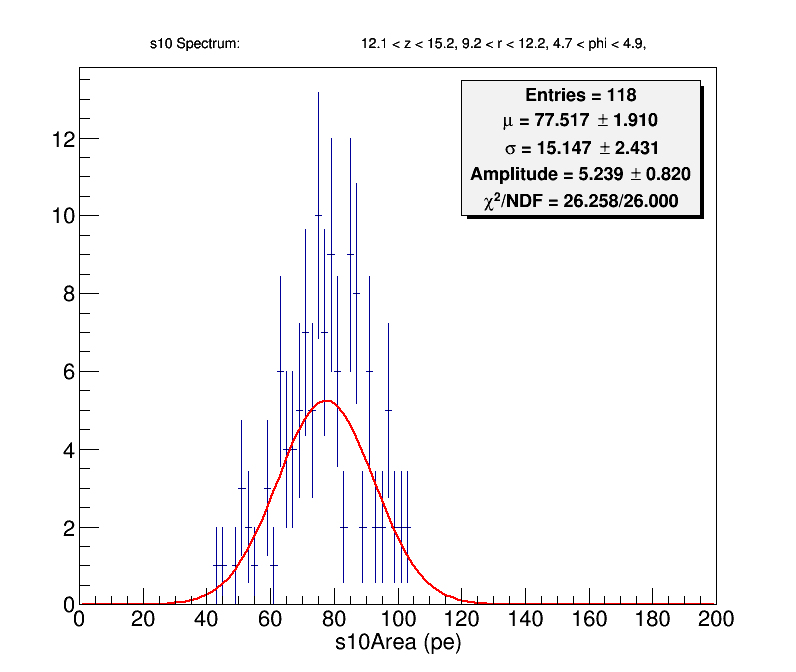 s10 Spectrum: 12.1 < z < 15.2, 9.2 < r < 12.2, 4.7 < phi < 4.9,
Entries = 118
μ = 77.517 ± 1.910
σ = 15.147 ± 2.431
Amplitude = 5.239 ± 0.820
χ²/NDF = 26.258/26.000
12
10
8
6
4
2
0
0 20 40 60 80 100 120 140 160 180 200
s10Area (pe)